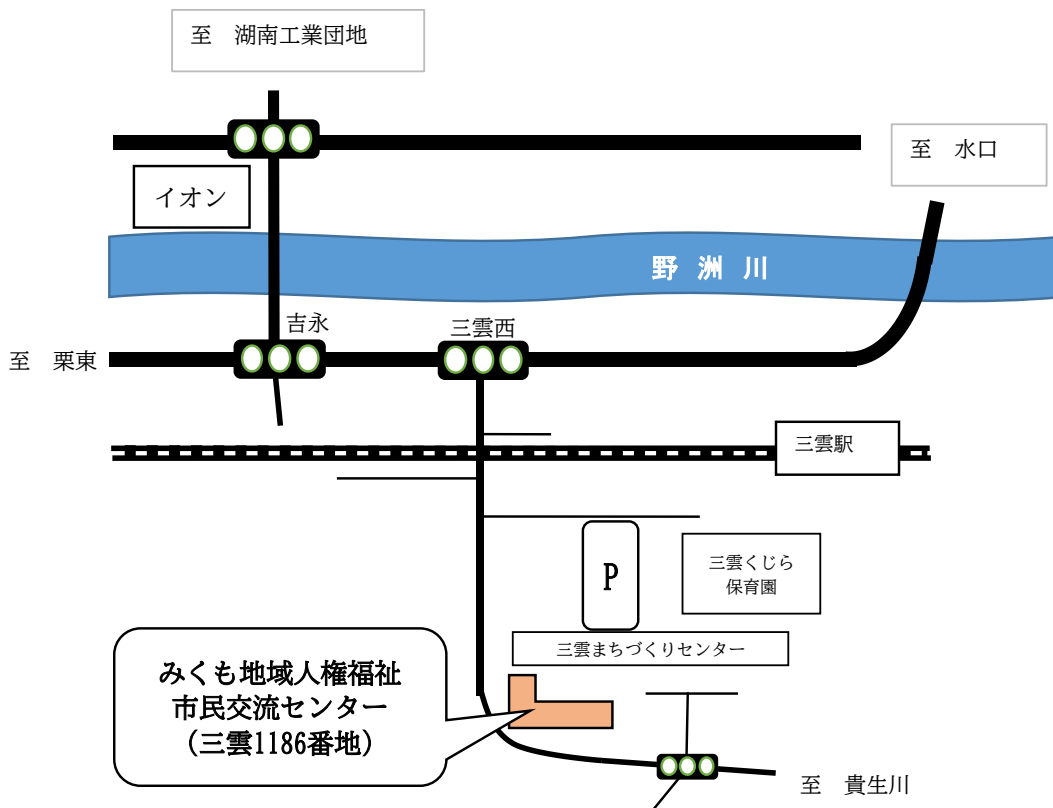 至　湖南工業団地
至　水口
イオン
野洲川
吉永
三雲西
至　栗東
三雲駅
P
三雲くじら
保育園
三雲まちづくりセンター
みくも地域人権福祉
市民交流センター
（三雲1186番地）
至　貴生川